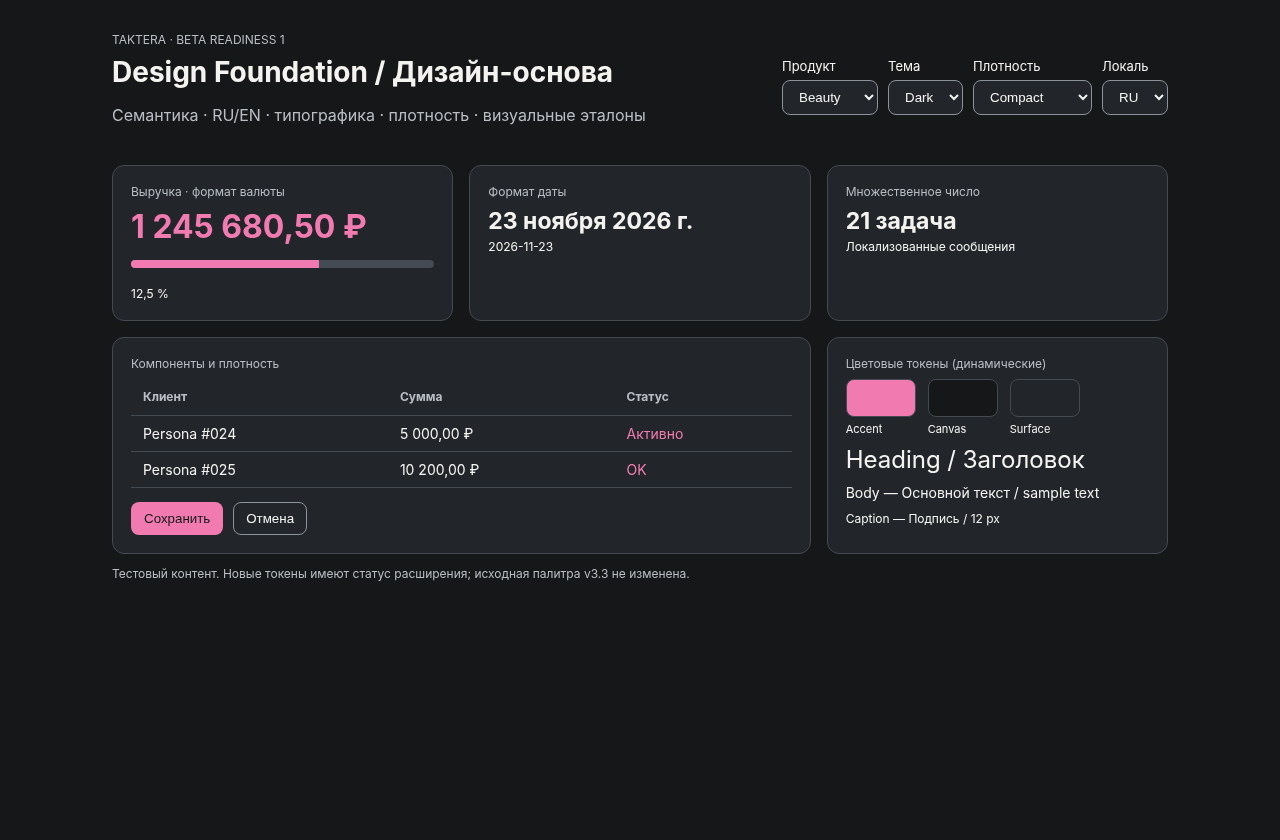 TAKTERA · BETA READINESS 1
Design Foundation / Дизайн-основа
Семантика · RU/EN · типографика · плотность · визуальные эталоны
Продукт Тема Плотность Локаль
Beauty Dark Compact RU
Выручка · формат валюты
1 245 680,50 ₽
12,5 %
Формат даты
23 ноября 2026 г.
2026-11-23
Множественное число
21 задача
Локализованные сообщения
Компоненты и плотность
Клиент Сумма Статус
Persona #024 5 000,00 ₽ Активно
Persona #025 10 200,00 ₽ OK
Сохранить Отмена
Цветовые токены (динамические)
Accent Canvas Surface
Heading / Заголовок
Body — Основной текст / sample text
Caption — Подпись / 12 px
Тестовый контент. Новые токены имеют статус расширения; исходная палитра v3.3 не изменена.